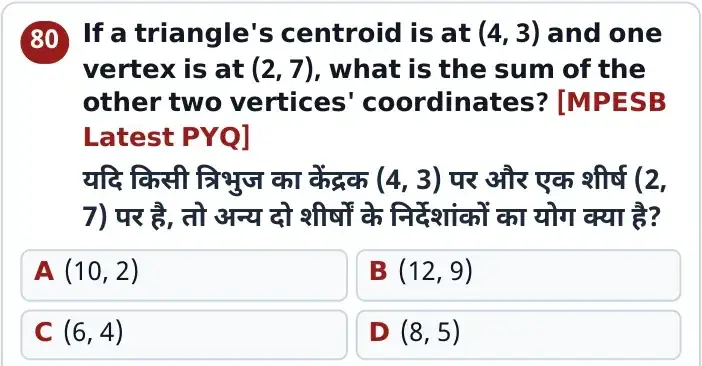 80 If a triangle's centroid is at (4, 3) and one
vertex is at (2, 7), what is the sum of the
other two vertices' coordinates? [MPESB
Latest PYQ]
यदि किसी त्रिभुज का केंद्रक (4, 3) पर और एक शीर्ष (2,
7) पर है, तो अन्य दो शीर्षों के निर्देशांकों का योग क्या है?
A (10, 2)
B (12, 9)
C (6, 4)
D (8, 5)